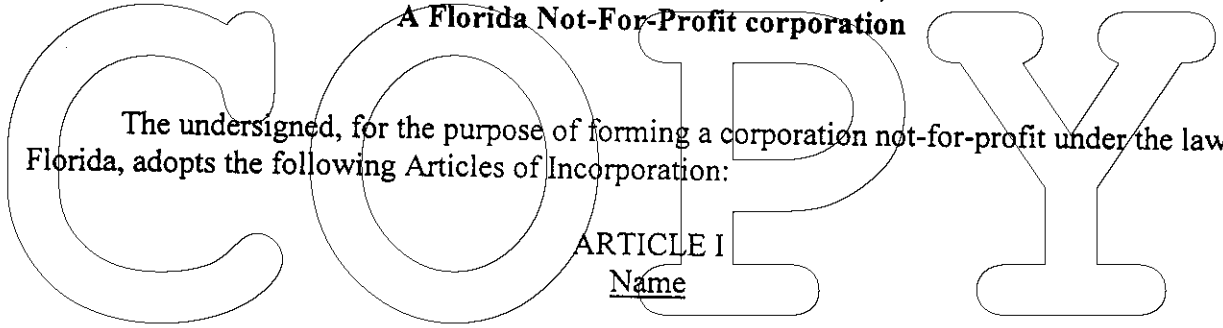 A Florida Not-For-Profit corporation
The undersigned, for the purpose of forming a corporation not-for-profit under the law
Florida, adopts the following Articles of Incorporation:
ARTICLE I
Name
COPY